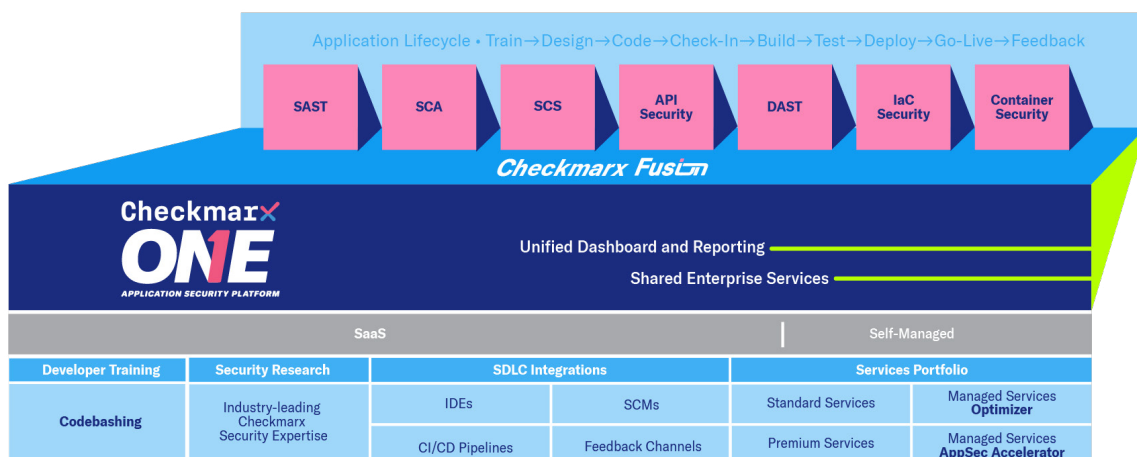 Application Lifecycle • Train→Design→Code→Check-In→Build→Test→Deploy→Go-Live→Feedback
SAST
SCA
SCS
API
Security
DAST
IaC
Security
Container
Security
Checkmarx Fusion
Checkmarx
ON1E
APPLICATION SECURITY PLATFORM
Unified Dashboard and Reporting
Shared Enterprise Services
SaaS
Self-Managed
Developer Training
Security Research
SDLC Integrations
Services Portfolio
Codebashing
Industry-leading
Checkmarx
Security Expertise
IDEs
SCMs
CI/CD Pipelines
Feedback Channels
Standard Services
Managed Services
Optimizer
Premium Services
Managed Services
AppSec Accelerator